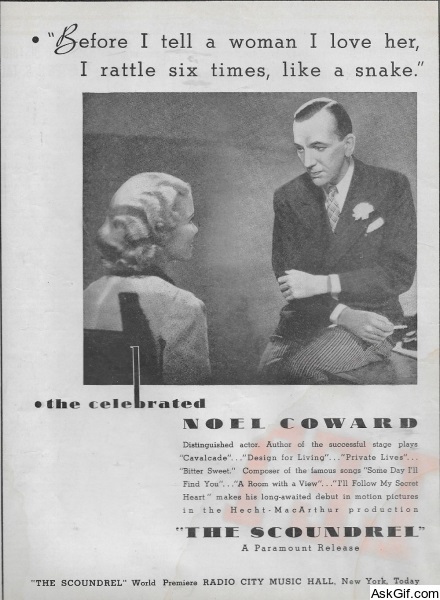 • "Before I tell a woman I love her,
I rattle six times, like a snake."
• the celebrated
NOEL COWARD
Distinguished actor. Author of the successful stage plays
"Cavalcade"..."Design for Living"..."Private Lives"...
"Bitter Sweet." Composer of the famous songs "Some Day I'll
Find You"..."A Room with a View"..."I'll Follow My Secret
Heart" makes his long-awaited debut in motion pictures
in the Hecht-MacArthur production
"THE SCOUNDREL"
A Paramount Release
"THE SCOUNDREL" World Premiere RADIO CITY MUSIC HALL, New York, Today
AskGif.com